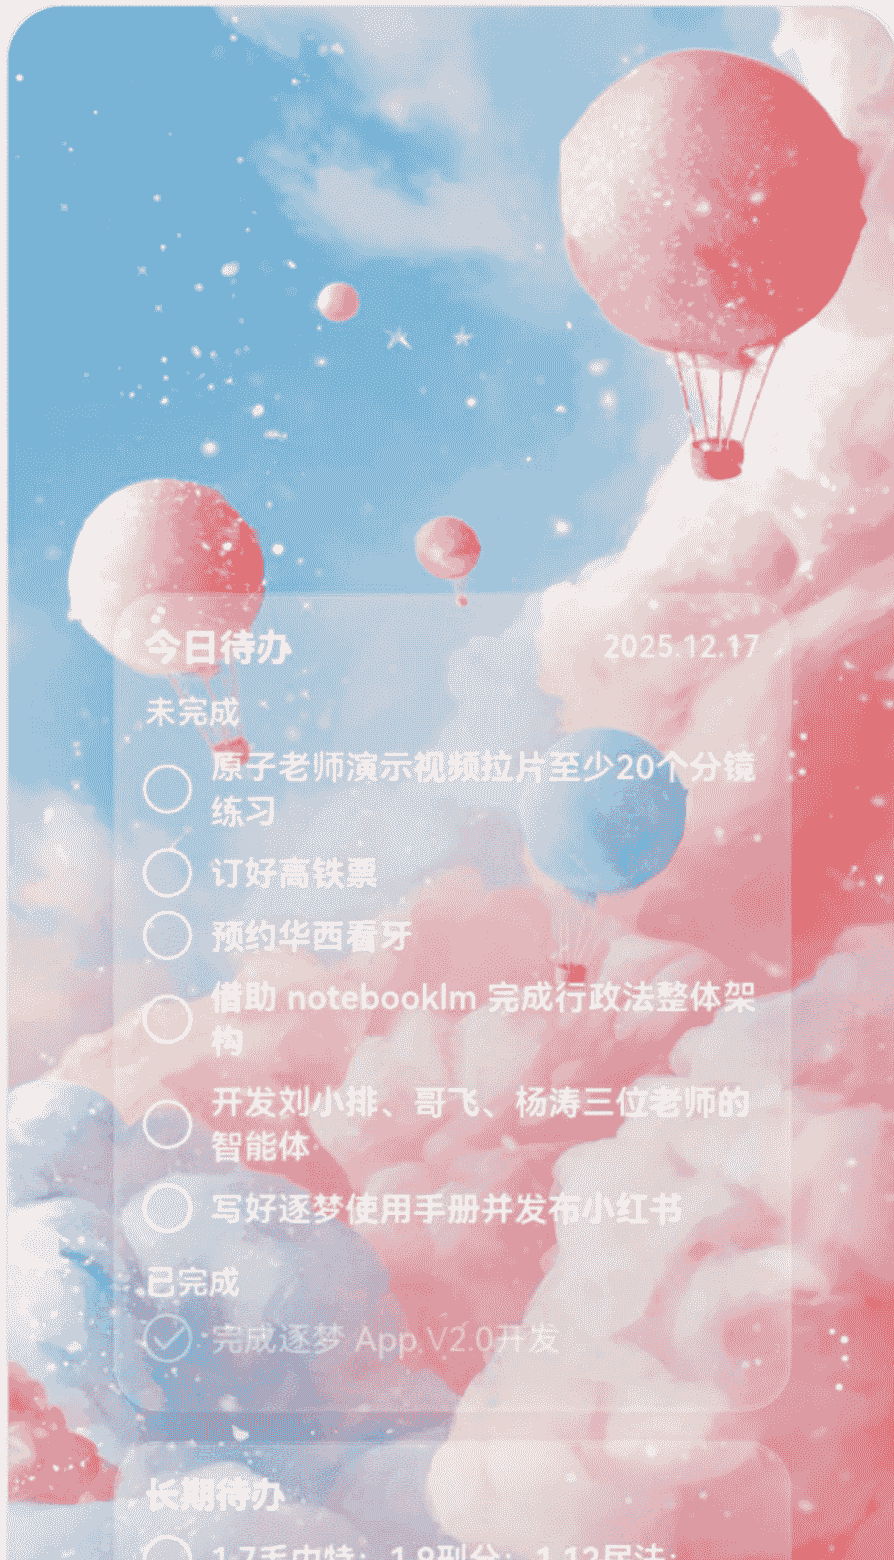 今日待办 2025.12.17
未完成
原子老师演示视频拉片至少20个分镜
练习
订好高铁票
预约华西看牙
借助 notebooklm 完成行政法整体架
构
开发刘小排、哥飞、杨涛三位老师的
智能体
写好逐梦使用手册并发布小红书
已完成
完成逐梦 App V2.0开发
长期待办